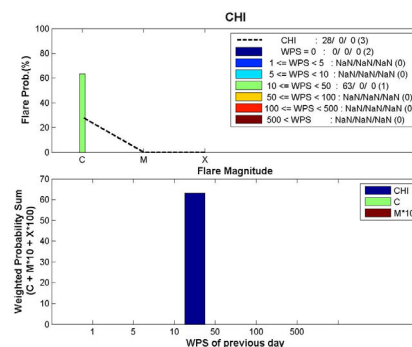 CHI
Flare Prob.(%)
100
80
60
40
20
0
CHI : 28/ 0/ 0 (3)
WPS = 0 : 0/ 0/ 0 (2)
1 <= WPS < 5 : NaN/NaN/NaN (0)
5 <= WPS < 10 : NaN/NaN/NaN (0)
10 <= WPS < 50 : 63/ 0/ 0 (1)
50 <= WPS < 100 : NaN/NaN/NaN (0)
100 <= WPS < 500 : NaN/NaN/NaN (0)
500 < WPS : NaN/NaN/NaN (0)
C M X
Flare Magnitude
Weighted Probability Sum
(C + M*10 + X*100)
70
60
50
40
30
20
10
0
CHI
C
M*10
1 5 10 50 100 500
WPS of previous day